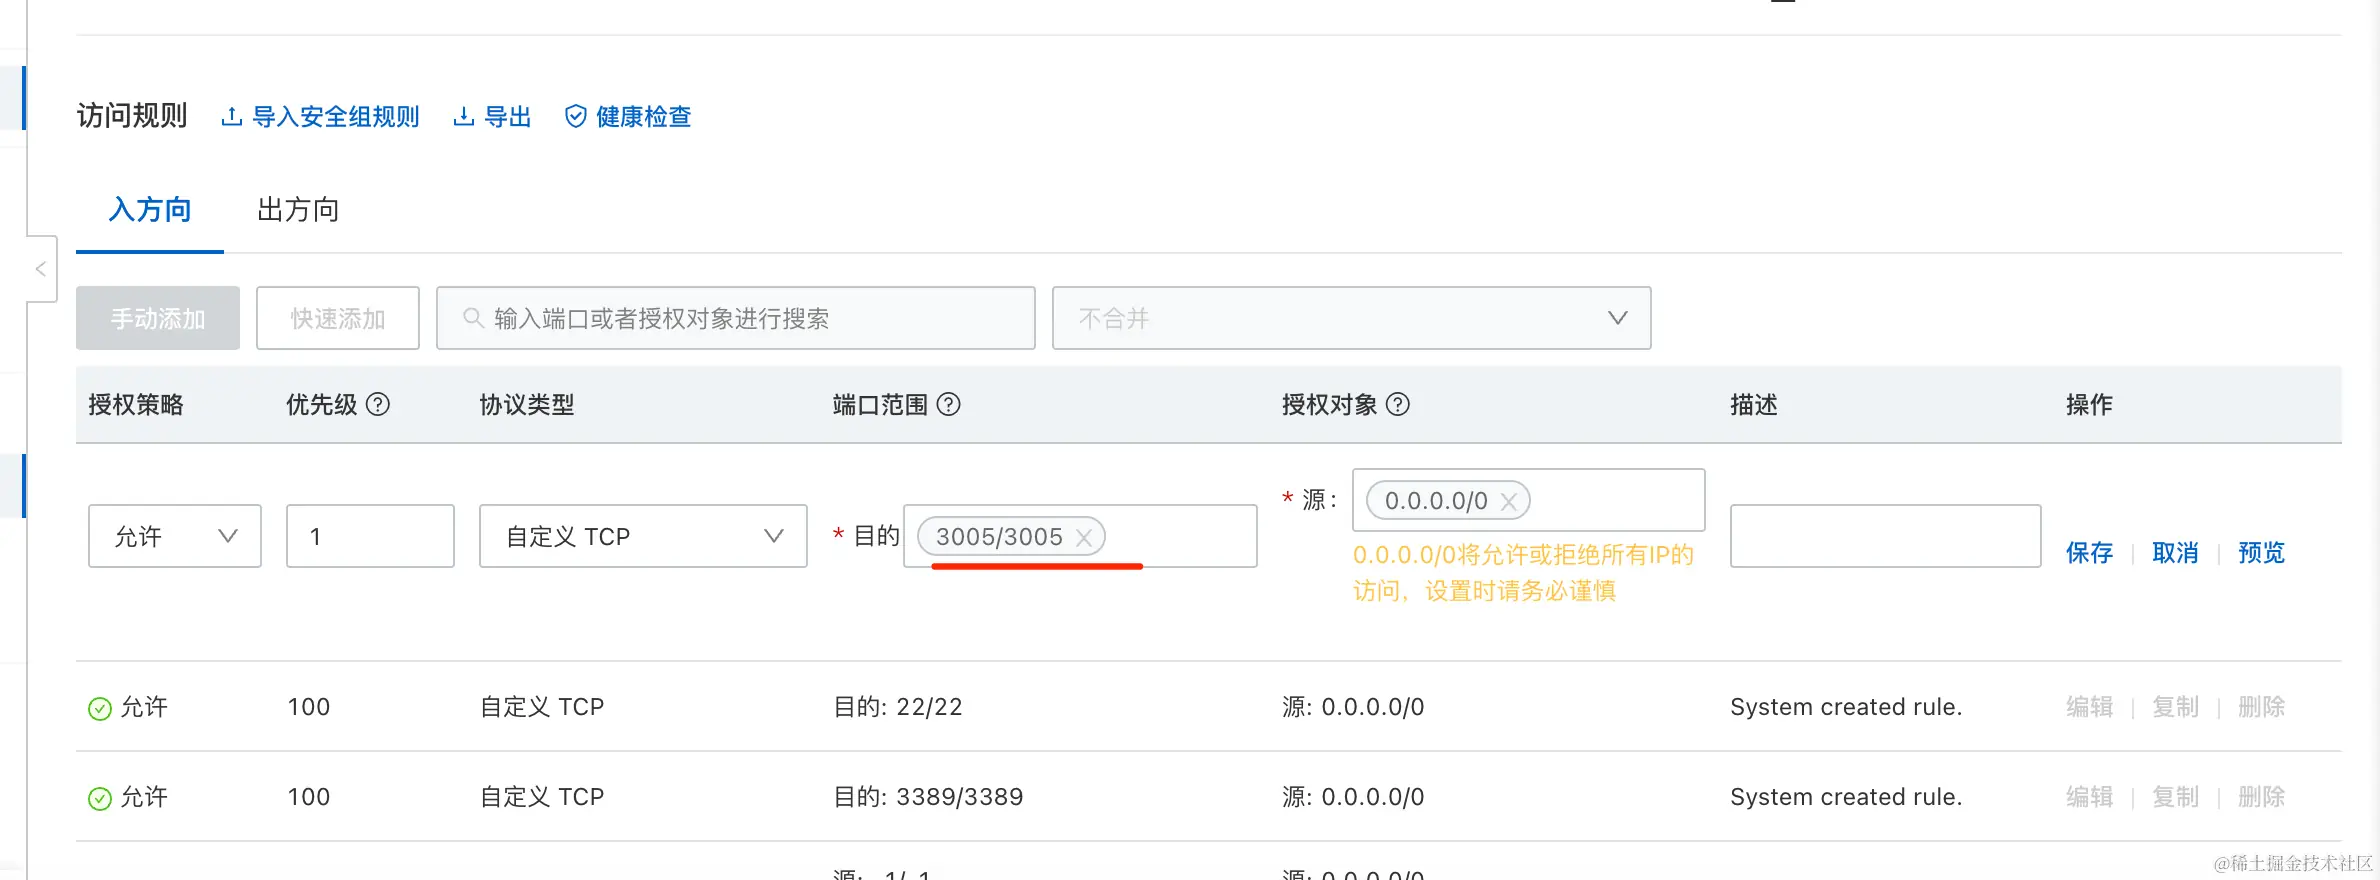 访问规则 导入安全组规则 导出 健康检查
入方向 出方向
手动添加 快速添加 输入端口或者授权对象进行搜索 不合并
授权策略 优先级 协议类型 端口范围 授权对象 描述 操作
允许 1 自定义 TCP * 目的 3005/3005 * 源: 0.0.0.0/0 保存 取消 预览
0.0.0.0/0将允许或拒绝所有IP的
访问，设置时请务必谨慎
允许 100 自定义 TCP 目的: 22/22 源: 0.0.0.0/0 System created rule. 编辑 复制 删除
允许 100 自定义 TCP 目的: 3389/3389 源: 0.0.0.0/0 System created rule. 编辑 复制 删除
源: -1/-1 源: 0.0.0.0/0
@稀土掘金技术社区